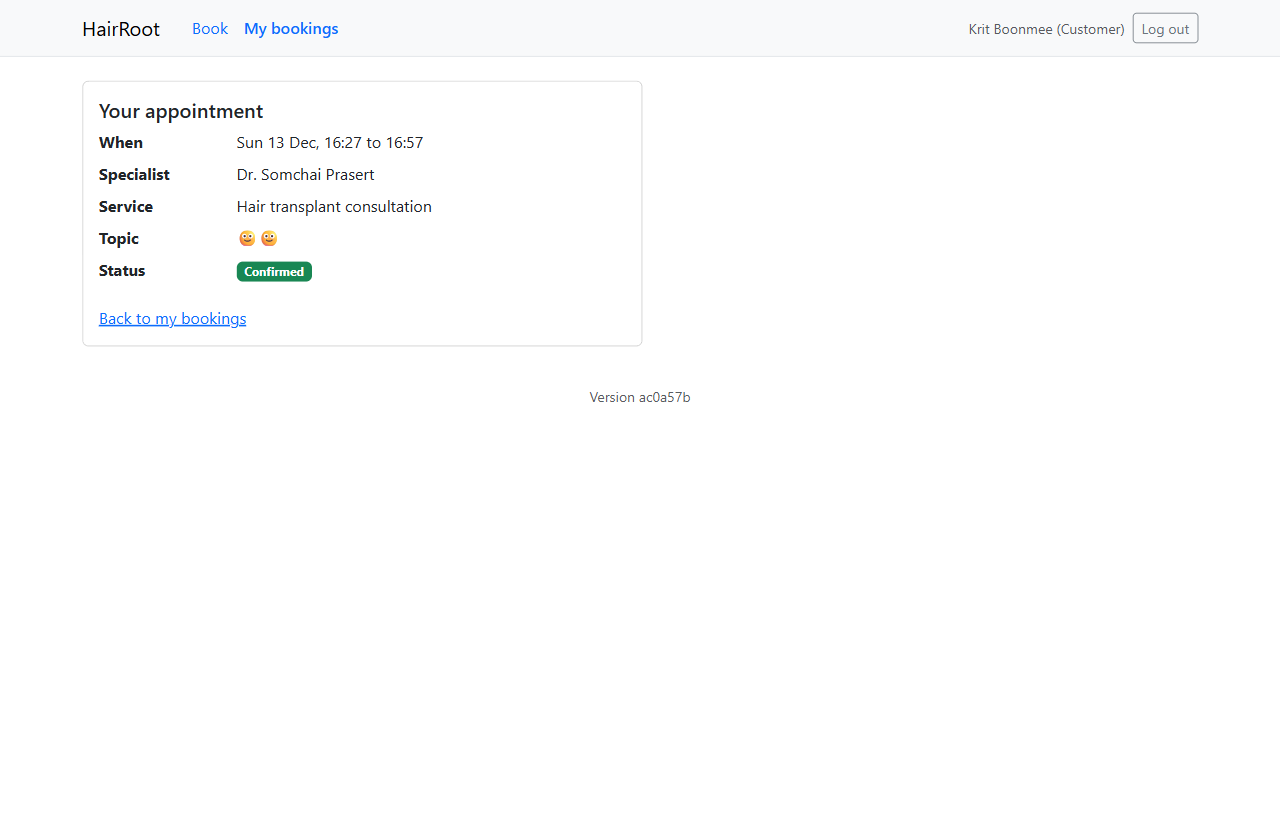 HairRoot Book My bookings Krit Boonmee (Customer) Log out
Your appointment
When Sun 13 Dec, 16:27 to 16:57
Specialist Dr. Somchai Prasert
Service Hair transplant consultation
Topic
Status Confirmed
Back to my bookings
Version ac0a57b